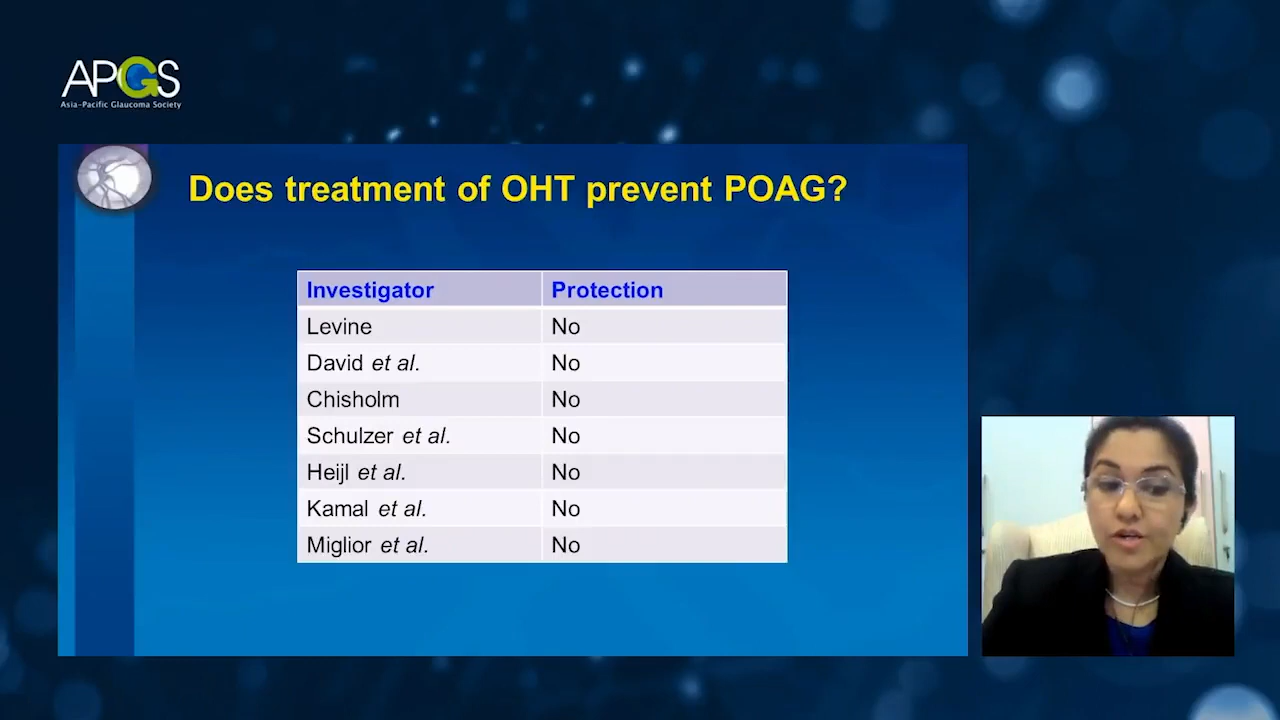 APGS
Asia-Pacific Glaucoma Society
Does treatment of OHT prevent POAG?
Investigator Protection
Levine No
David et al. No
Chisholm No
Schulzer et al. No
Heijl et al. No
Kamal et al. No
Miglior et al. No